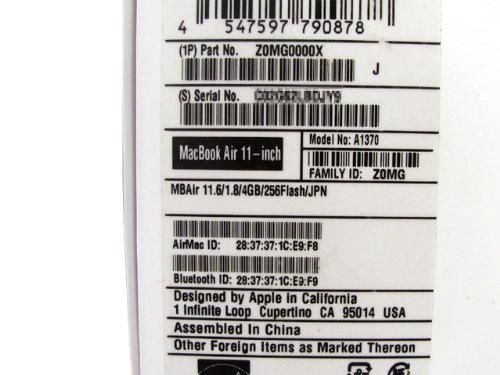 4 547597 790878
(1P) Part No. Z0MG0000X
J
(S) Serial No.
MacBook Air 11-inch
Model No: A1370
FAMILY ID: Z0MG
MBAir 11.6/1.8/4GB/256Flash/JPN
AirMac ID: 28:37:37:1C:E9:F8
Bluetooth ID: 28:37:37:1C:E9:F9
Designed by Apple in California
1 Infinite Loop Cupertino CA 95014 USA
Assembled In China
Other Foreign Items as Marked Thereon